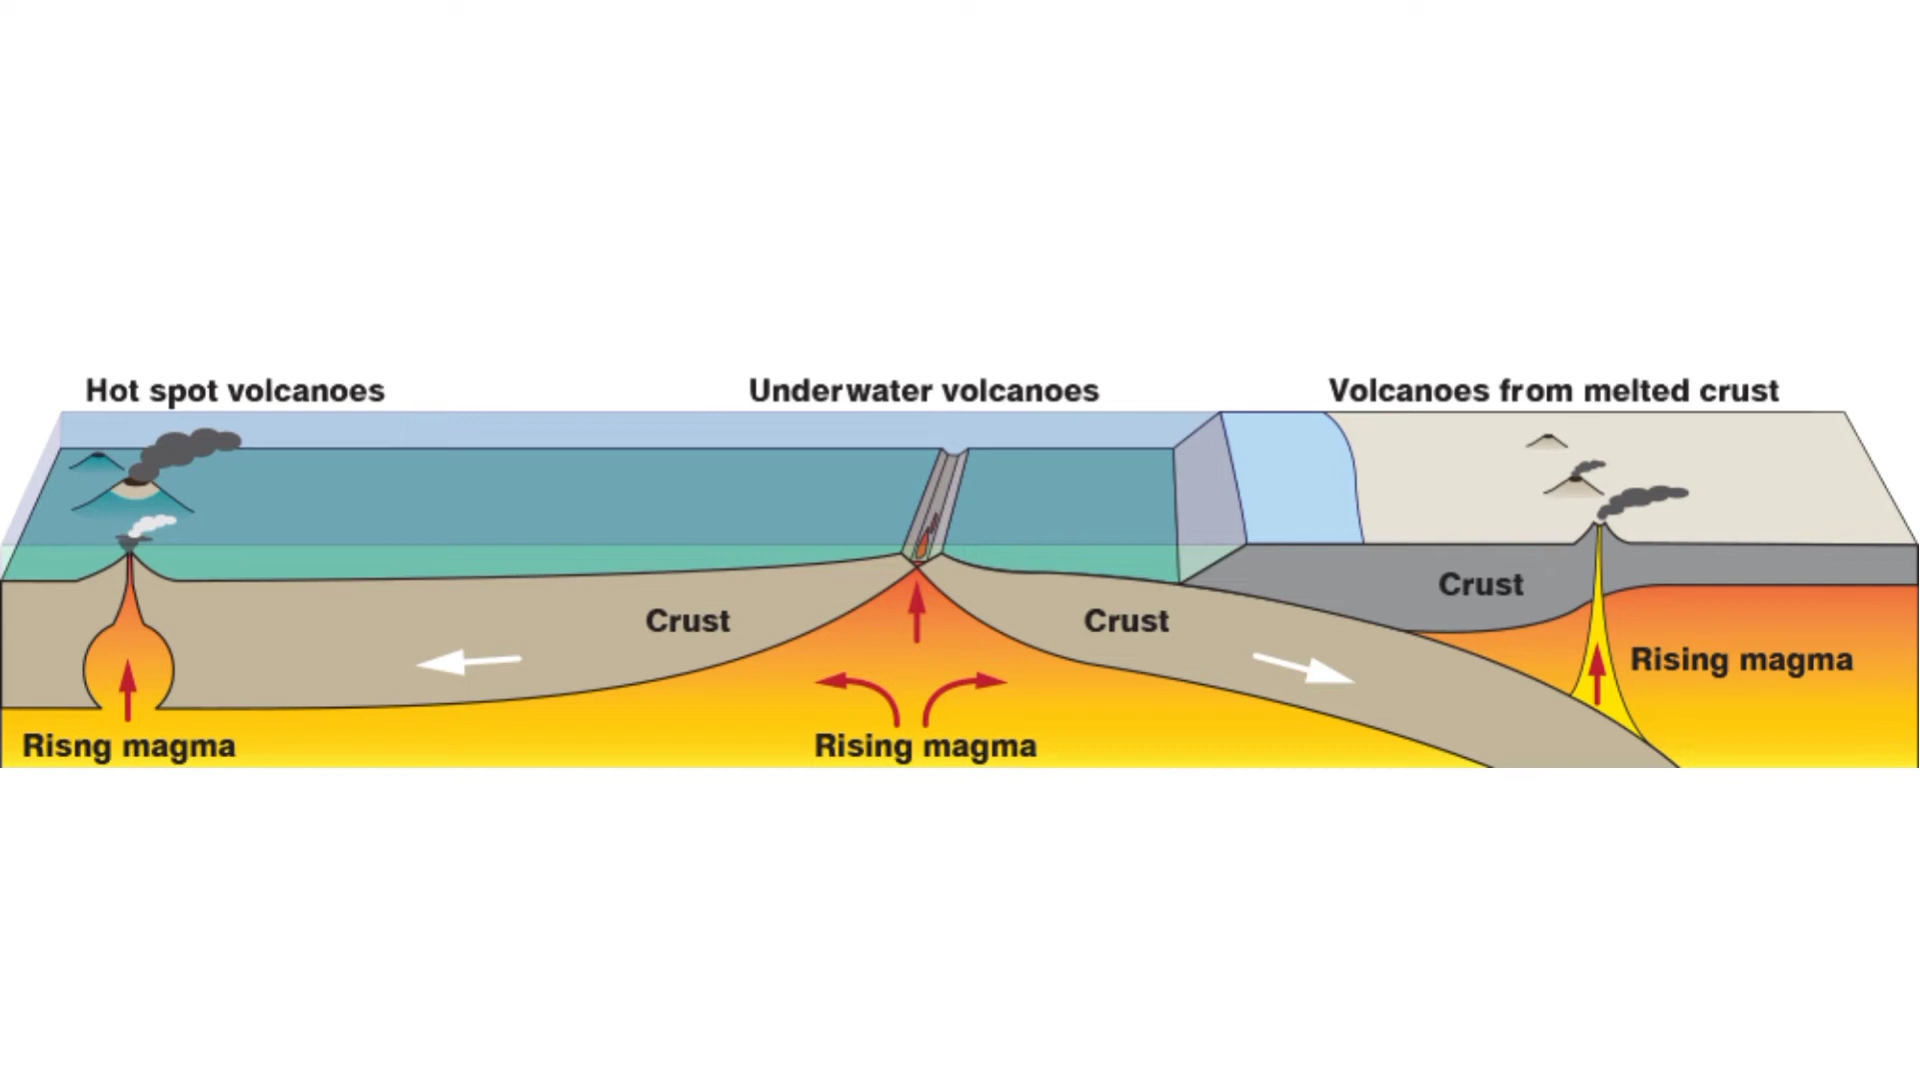 Hot spot volcanoes
Underwater volcanoes
Volcanoes from melted crust
Crust
Crust
Crust
Rising magma
Risng magma
Rising magma